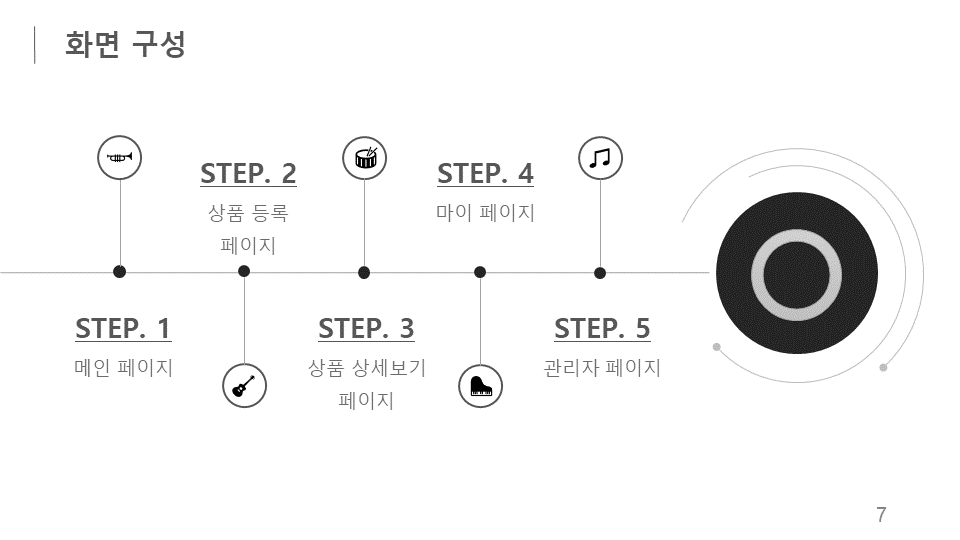 화면 구성
STEP. 1
메인 페이지
STEP. 2
상품 등록
페이지
STEP. 3
상품 상세보기
페이지
STEP. 4
마이 페이지
STEP. 5
관리자 페이지
7